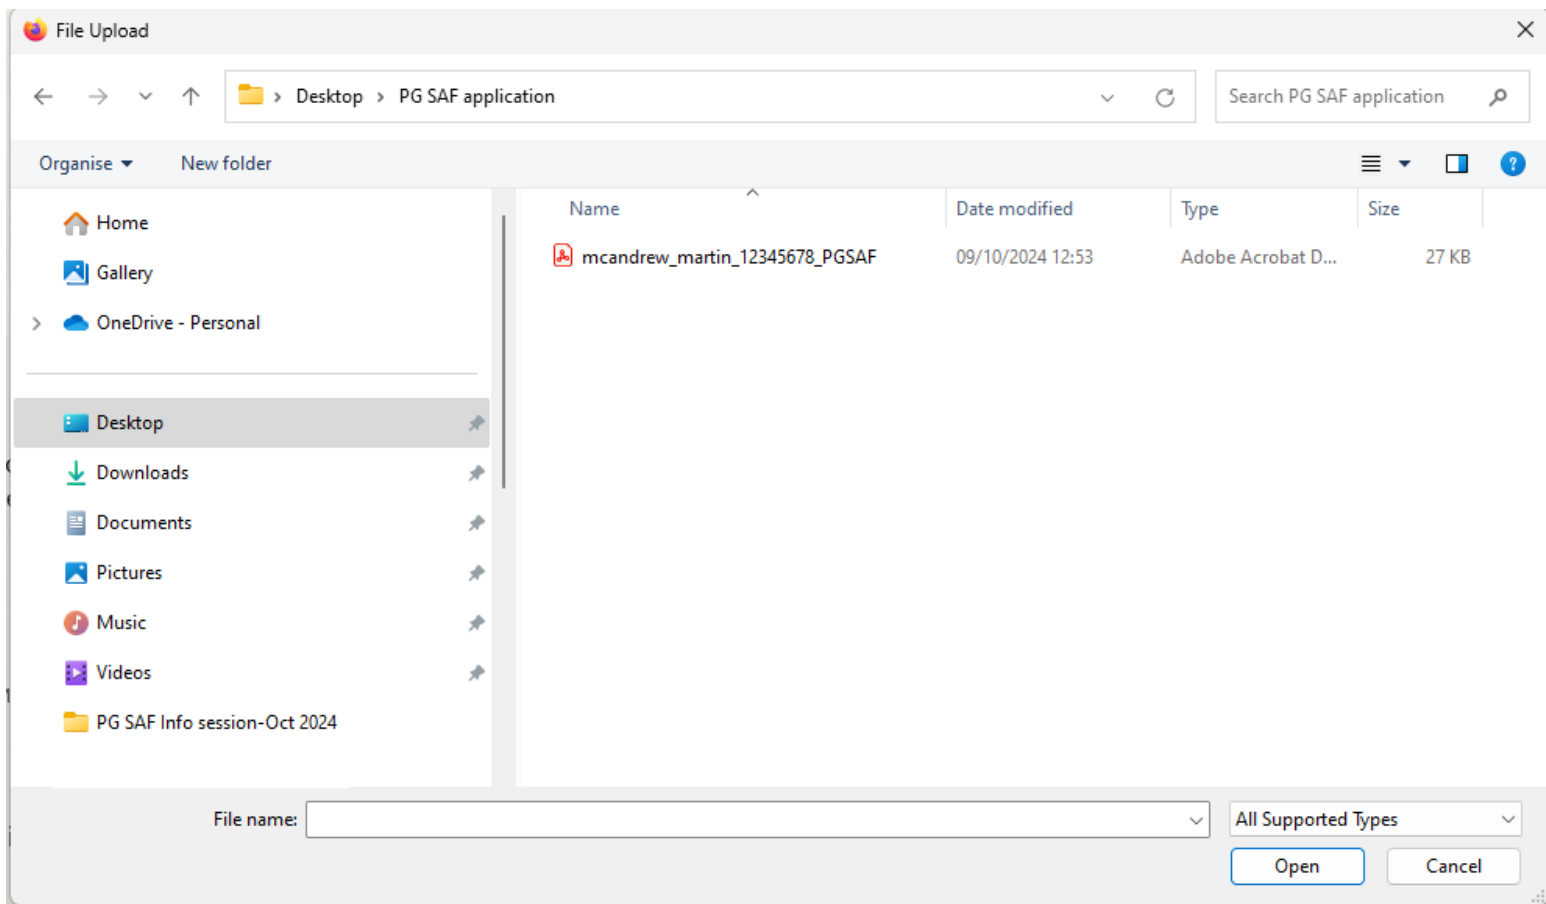 File Upload
Desktop > PG SAF application
Search PG SAF application
Organise
New folder
Home
Gallery
OneDrive - Personal
Desktop
Downloads
Documents
Pictures
Music
Videos
PG SAF Info session-Oct 2024
Name Date modified Type Size
mcandrew_martin_12345678_PGSAF 09/10/2024 12:53 Adobe Acrobat D... 27 KB
File name:
All Supported Types
Open Cancel